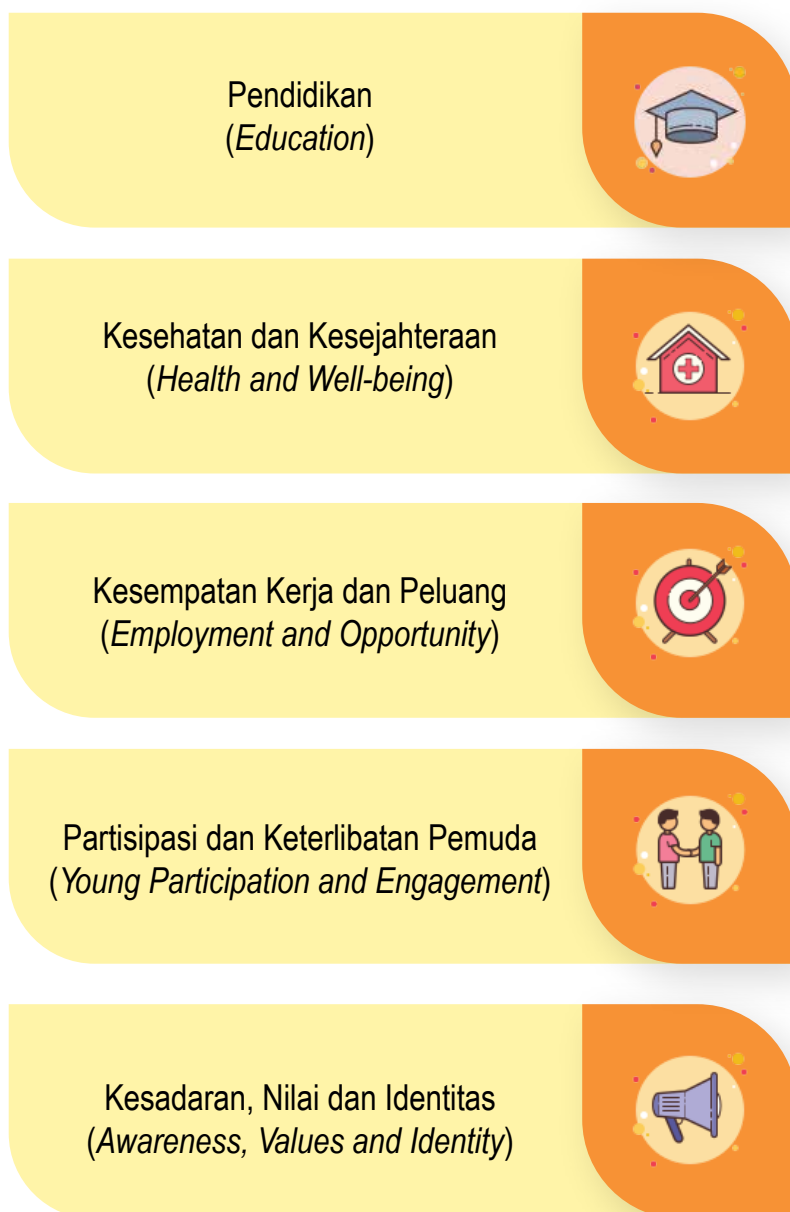 Pendidikan
(Education)
Kesehatan dan Kesejahteraan
(Health and Well-being)
Kesempatan Kerja dan Peluang
(Employment and Opportunity)
Partisipasi dan Keterlibatan Pemuda
(Young Participation and Engagement)
Kesadaran, Nilai dan Identitas
(Awareness, Values and Identity)